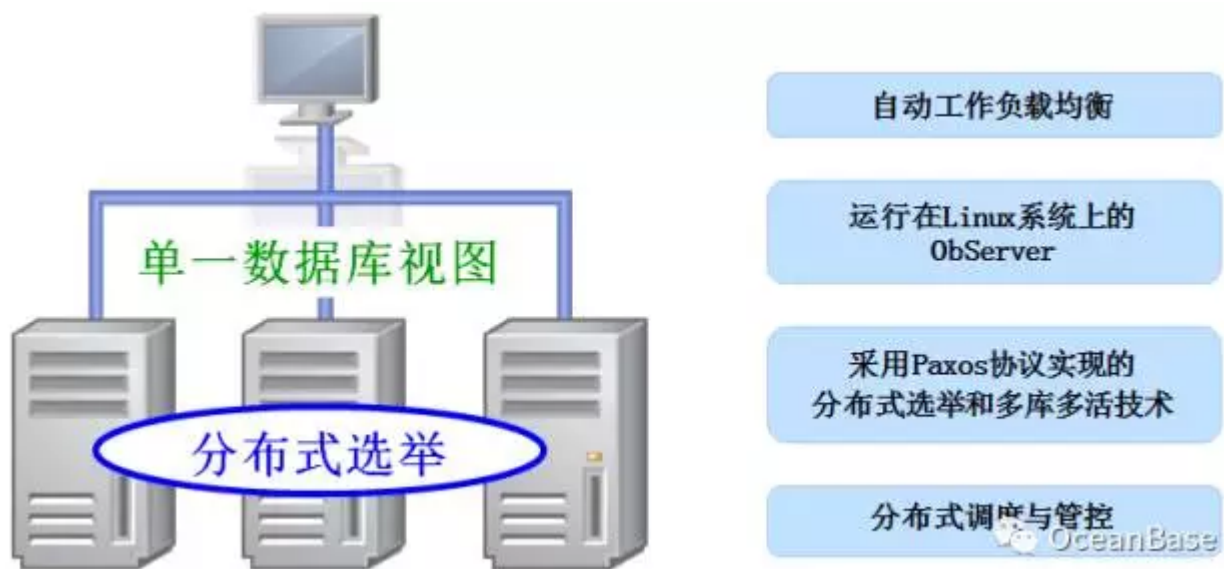 单一数据库视图
分布式选举
自动工作负载均衡
运行在Linux系统上的
ObServer
采用Paxos协议实现的
分布式选举和多库多活技术
分布式调度与管控
OceanBase